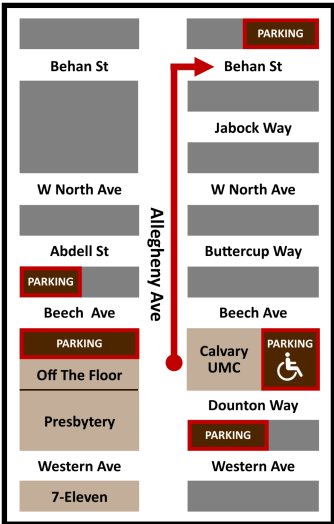 PARKING
Behan St
Behan St
Jabock Way
W North Ave
W North Ave
Allegheny Ave
Abdell St
Buttercup Way
PARKING
Beech Ave
Beech Ave
PARKING
Off The Floor
Presbytery
Calvary
UMC
PARKING
Dounton Way
PARKING
Western Ave
Western Ave
7-Eleven